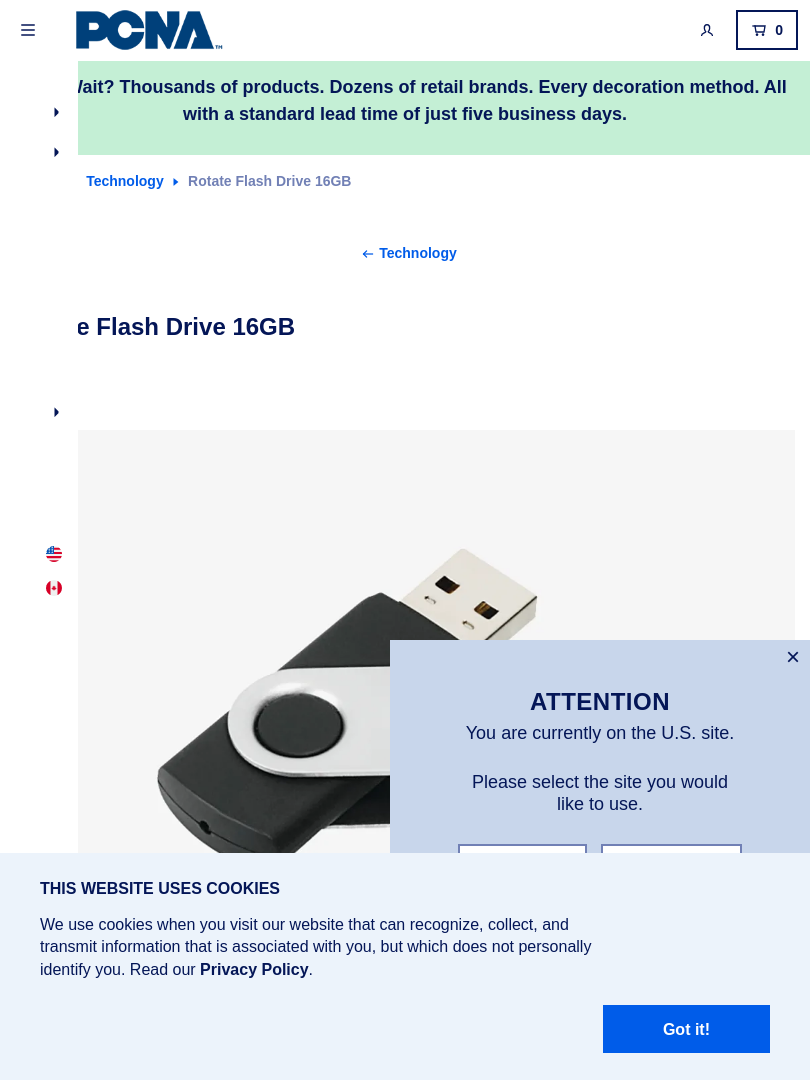 PCNA™
0
Wait? Thousands of products. Dozens of retail brands. Every decoration method. All
with a standard lead time of just five business days.
Technology
Rotate Flash Drive 16GB
Technology
e Flash Drive 16GB
ATTENTION
You are currently on the U.S. site.
Please select the site you would
like to use.
THIS WEBSITE USES COOKIES
We use cookies when you visit our website that can recognize, collect, and
transmit information that is associated with you, but which does not personally
identify you. Read our Privacy Policy.
Got it!